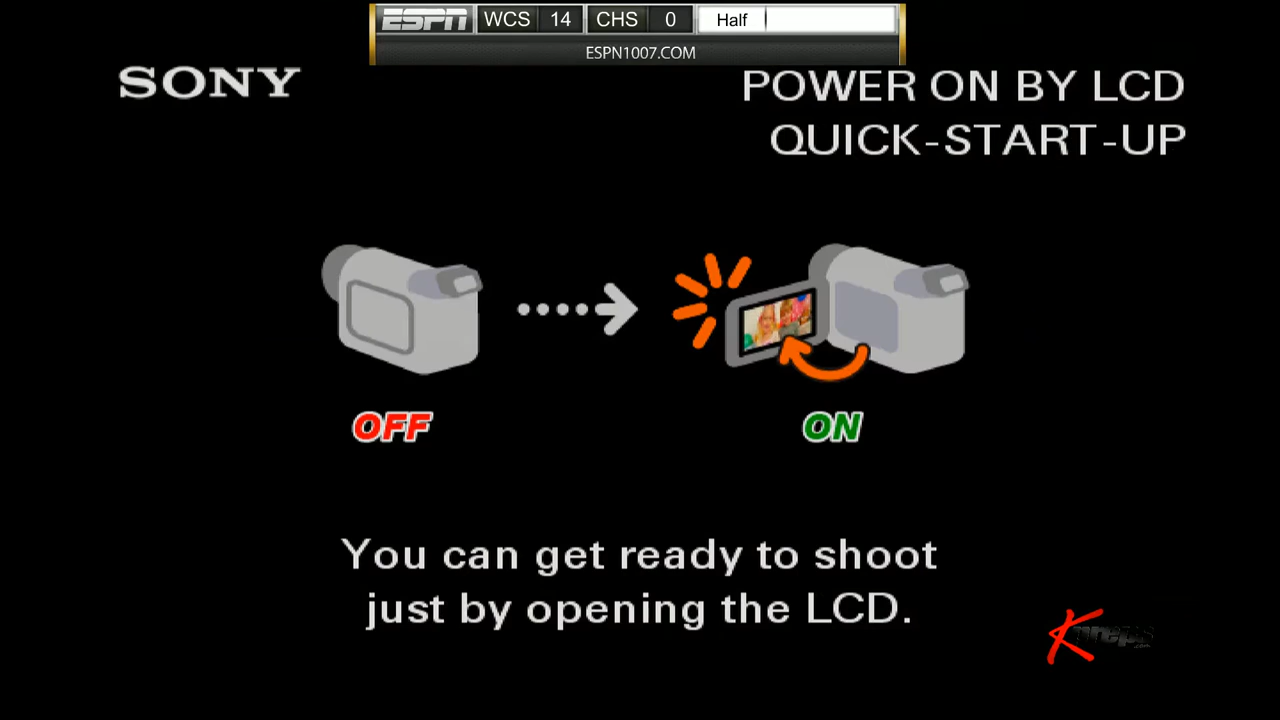 ESPN WCS 14 CHS 0 Half
ESPN1007.COM
SONY
POWER ON BY LCD
QUICK-START-UP
OFF
ON
You can get ready to shoot
just by opening the LCD.